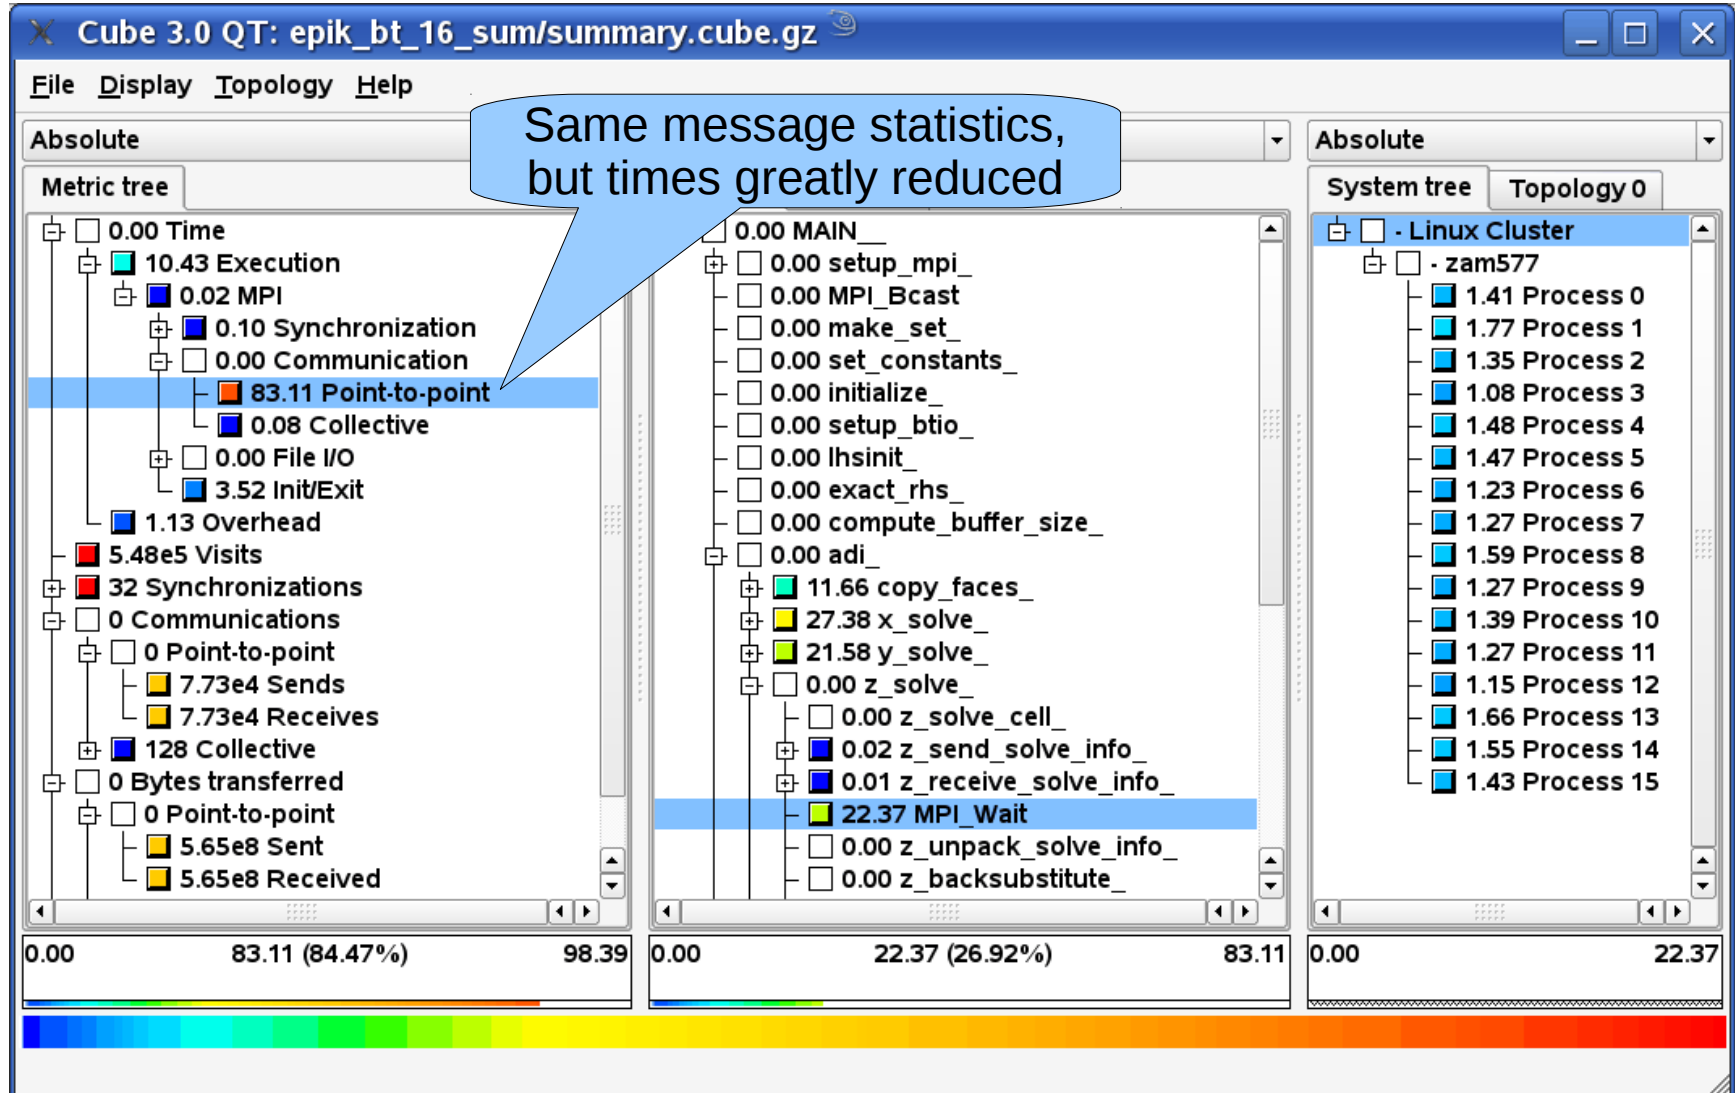 Cube 3.0 QT: epik_bt_16_sum/summary.cube.gz
File Display Topology Help
Same message statistics,
but times greatly reduced
Absolute
Metric tree
0.00 Time
10.43 Execution
0.02 MPI
0.10 Synchronization
0.00 Communication
83.11 Point-to-point
0.08 Collective
0.00 File I/O
3.52 Init/Exit
1.13 Overhead
5.48e5 Visits
32 Synchronizations
0 Communications
0 Point-to-point
7.73e4 Sends
7.73e4 Receives
128 Collective
0 Bytes transferred
0 Point-to-point
5.65e8 Sent
5.65e8 Received
0.00 83.11 (84.47%) 98.39
0.00 MAIN__
0.00 setup_mpi_
0.00 MPI_Bcast
0.00 make_set_
0.00 set_constants_
0.00 initialize_
0.00 setup_btio_
0.00 lhsinit_
0.00 exact_rhs_
0.00 compute_buffer_size_
0.00 adi_
11.66 copy_faces_
27.38 x_solve_
21.58 y_solve_
0.00 z_solve_
0.00 z_solve_cell_
0.02 z_send_solve_info_
0.01 z_receive_solve_info_
22.37 MPI_Wait
0.00 z_unpack_solve_info_
0.00 z_backsubstitute_
0.00 22.37 (26.92%) 83.11
Absolute
System tree Topology 0
- Linux Cluster
- zam577
1.41 Process 0
1.77 Process 1
1.35 Process 2
1.08 Process 3
1.48 Process 4
1.47 Process 5
1.23 Process 6
1.27 Process 7
1.59 Process 8
1.27 Process 9
1.39 Process 10
1.27 Process 11
1.15 Process 12
1.66 Process 13
1.55 Process 14
1.43 Process 15
0.00 22.37